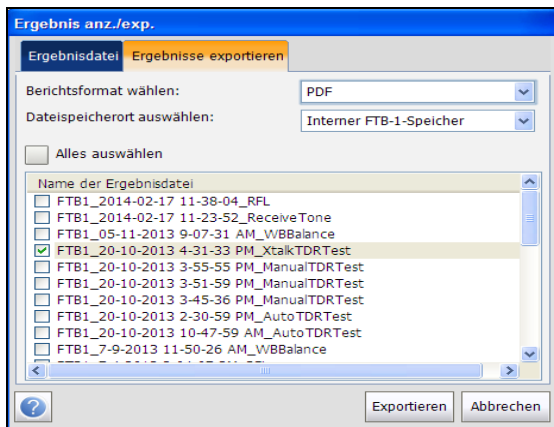 Ergebnis anz./exp.
Ergebnisdatei Ergebnisse exportieren
Berichtsformat wählen: PDF
Dateispeicherort auswählen: Interner FTB-1-Speicher
Alles auswählen
Name der Ergebnisdatei
FTB1_2014-02-17 11-38-04_RFL
FTB1_2014-02-17 11-23-52_ReceiveTone
FTB1_05-11-2013 9-07-31 AM_WBBalance
FTB1_20-10-2013 4-31-33 PM_XtalkTDRTest
FTB1_20-10-2013 3-55-55 PM_ManualTDRTest
FTB1_20-10-2013 3-51-59 PM_ManualTDRTest
FTB1_20-10-2013 3-45-36 PM_ManualTDRTest
FTB1_20-10-2013 2-30-59 PM_AutoTDRTest
FTB1_20-10-2013 10-47-59 AM_AutoTDRTest
FTB1_7-9-2013 11-50-26 AM_WBBalance
? Exportieren Abbrechen